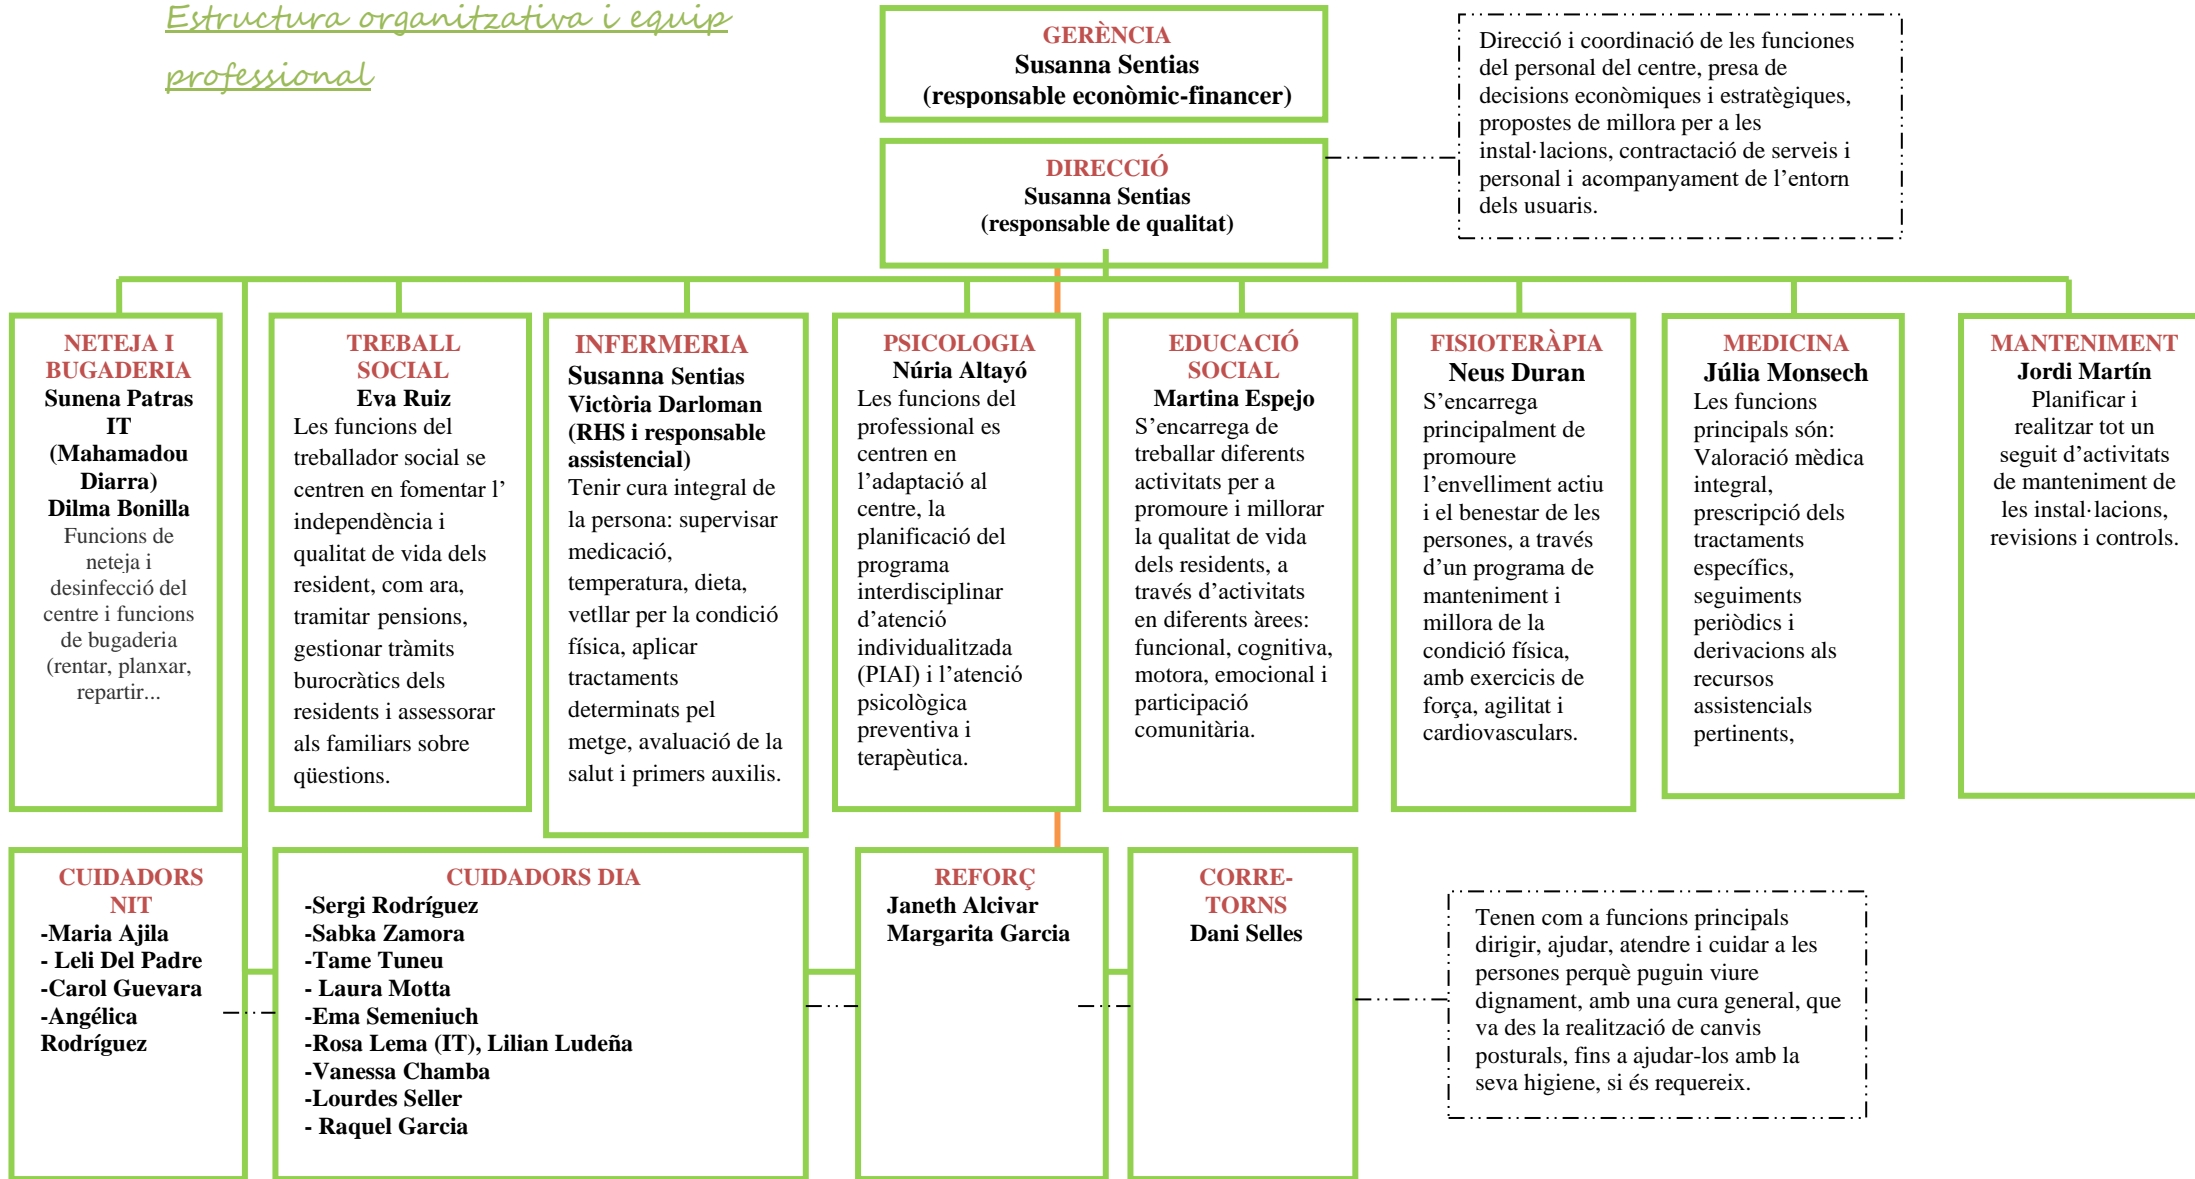 Estructura organitzativa i equip
professional
GERÈNCIA
Susanna Sentias
(responsable econòmic-financer)
Direcció i coordinació de les funcions
del personal del centre, presa de
decisions econòmiques i estratègiques,
propostes de millora per a les
instal·lacions, contractació de serveis i
personal i acompanyament de l’entorn
dels usuaris.
DIRECCIÓ
Susanna Sentias
(responsable de qualitat)
NETEJA I
BUGADERIA
Sunena Patras
IT
(Mahamadou
Diarra)
Dilma Bonilla
Funcions de
neteja i
desinfecció del
centre i funcions
de bugaderia
(rentar, planxar,
repartir...
TREBALL
SOCIAL
Eva Ruiz
Les funcions del
treballador social se
centren en fomentar l’
independència i
qualitat de vida dels
resident, com ara,
tramitar pensions,
gestionar tràmits
burocràtics dels
residents i assessorar
als familiars sobre
qüestions.
INFERMERIA
Susanna Sentias
Victòria Darloman
(RHS i responsable
assistencial)
Tenir cura integral de
la persona: supervisar
medicació,
temperatura, dieta,
vetllar per la condició
física, aplicar
tractaments
determinats pel
metge, avaluació de la
salut i primers auxilis.
PSICOLOGIA
Núria Altayó
Les funcions del
professional es
centren en
l’adaptació al
centre, la
planificació del
programa
interdisciplinar
d’atenció
individualitzada
(PIAI) i l’atenció
psicològica
preventiva i
terapèutica.
EDUCACIÓ
SOCIAL
Martina Espejo
S’encarrega de
treballar diferents
activitats per a
promoure i millorar
la qualitat de vida
dels residents, a
través d’activitats
en diferents àrees:
funcional, cognitiva,
motora, emocional i
participació
comunitària.
FISIOTERÀPIA
Neus Duran
S’encarrega
principalment de
promoure
l’envelliment actiu
i el benestar de les
persones, a través
d’un programa de
manteniment i
millora de la
condició física,
amb exercicis de
força, agilitat i
cardiovasculars.
MEDICINA
Júlia Monsech
Les funcions
principals són:
Valoració mèdica
integral,
prescripció dels
tractaments
específics,
seguiments
periòdics i
derivacions als
recursos
assistencials
pertinents,
MANTENIMENT
Jordi Martín
Planificar i
realitzar tot un
seguit d’activitats
de manteniment de
les instal·lacions,
revisions i controls.
CUIDADORS
NIT
-Maria Ajila
- Leli Del Padre
-Carol Guevara
-Angélica
Rodríguez
CUIDADORS DIA
-Sergi Rodríguez
-Sabka Zamora
-Tame Tuneu
- Laura Motta
-Ema Semeniuch
-Rosa Lema (IT), Lilian Ludeña
-Vanessa Chamba
-Lourdes Seller
- Raquel Garcia
REFORÇ
Janeth Alcivar
Margarita Garcia
CORRE-
TORNS
Dani Selles
Tenen com a funcions principals
dirigir, ajudar, atendre i cuidar a les
persones perquè puguin viure
dignament, amb una cura general, que
va des la realització de canvis
posturals, fins a ajudar-los amb la
seva higiene, si és requereix.